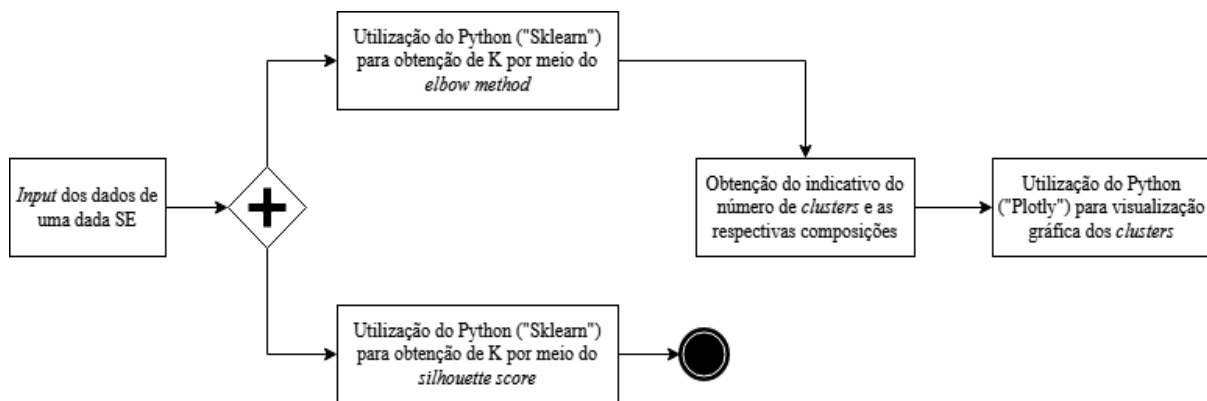 Utilização do Python ("Sklearn")
para obtenção de K por meio do
elbow method
Input dos dados de
uma dada SE
Obtenção do indicativo do
número de clusters e as
respectivas composições
Utilização do Python
("Plotly") para visualização
gráfica dos clusters
Utilização do Python ("Sklearn")
para obtenção de K por meio do
silhouette score